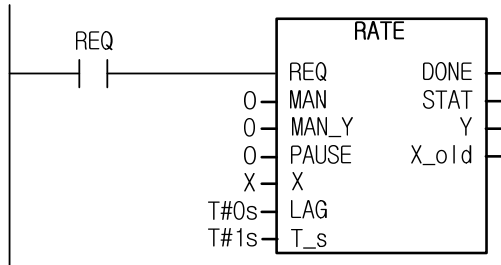 RATE
REQ
REQ DONE
0 MAN STAT
0 MAN_Y Y
0 PAUSE X_old
X X
T#0s LAG
T#1s T_s